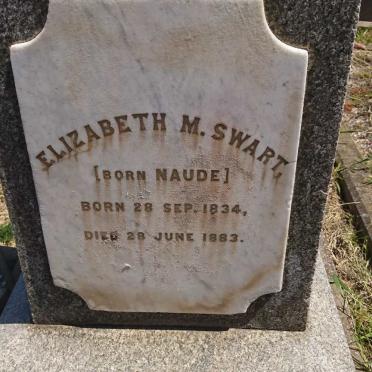 ELIZABETH M. SWART,
[BORN NAUDE]
BORN 28 SEP. 1834,
DIED 28 JUNE 1883.